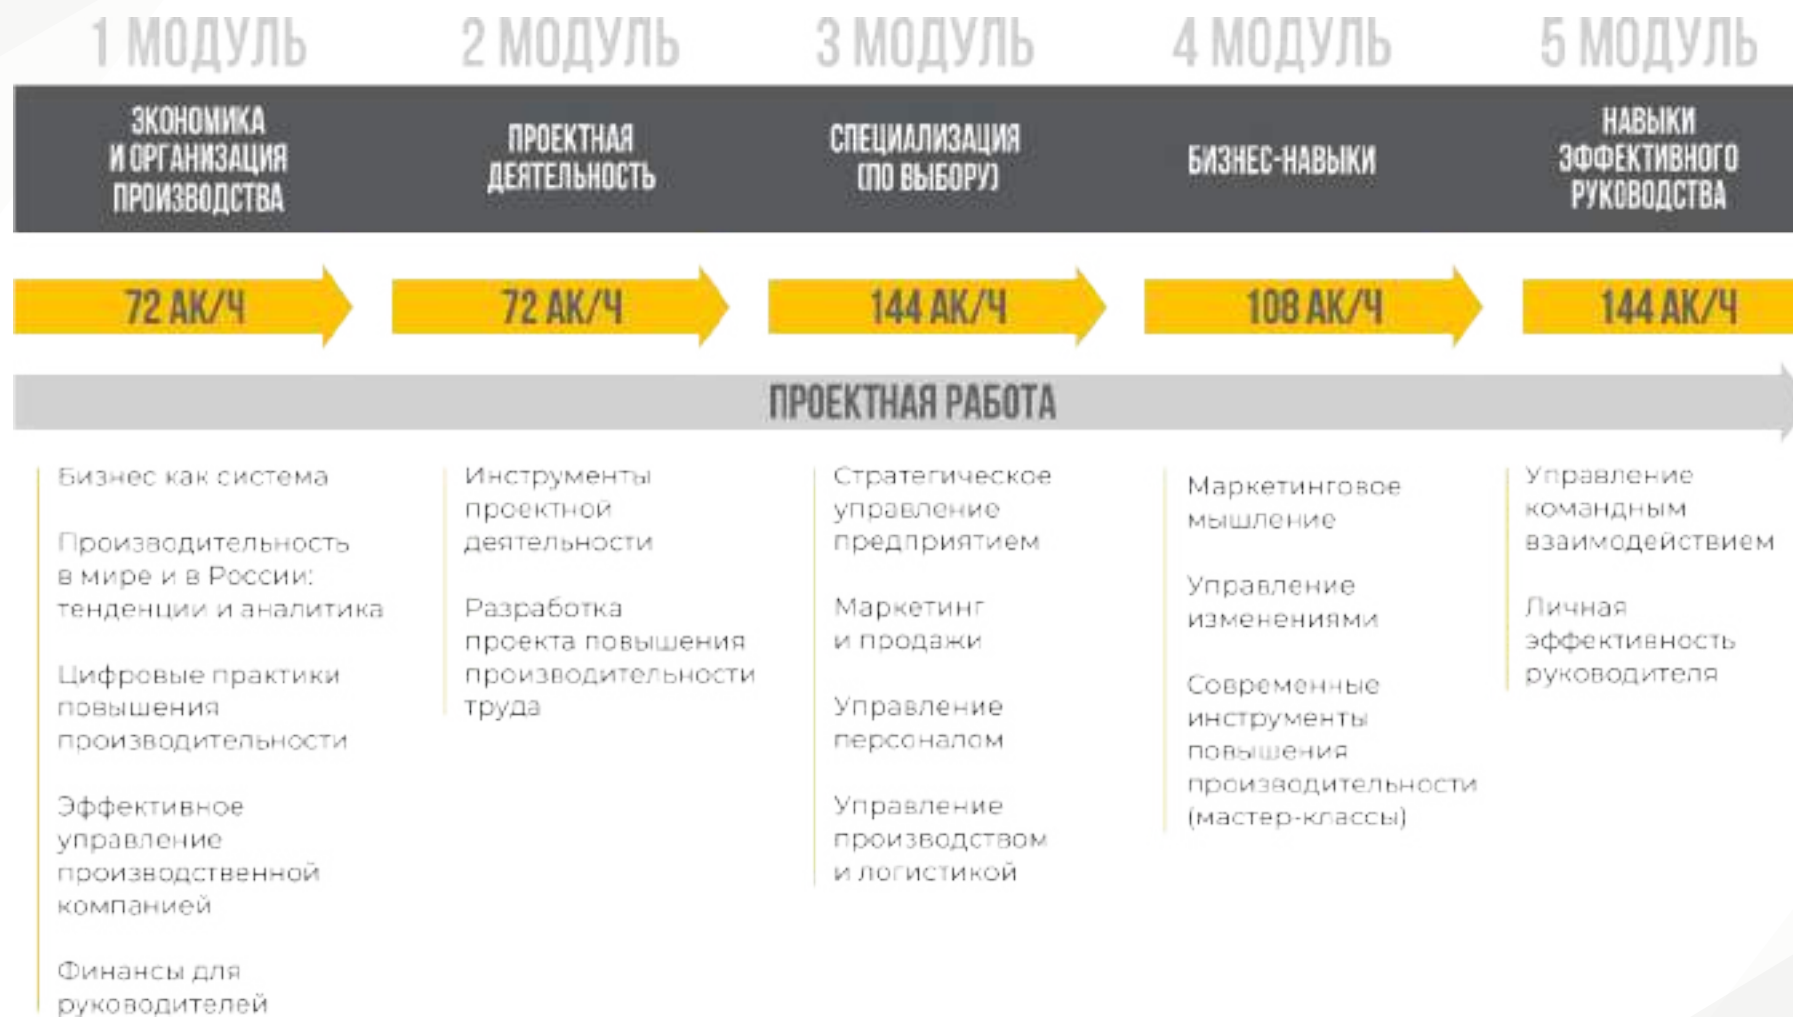 1 МОДУЛЬ
2 МОДУЛЬ
3 МОДУЛЬ
4 МОДУЛЬ
5 МОДУЛЬ
ЭКОНОМИКА
И ОРГАНИЗАЦИЯ
ПРОИЗВОДСТВА
ПРОЕКТНАЯ
ДЕЯТЕЛЬНОСТЬ
СПЕЦИАЛИЗАЦИЯ
(ПО ВЫБОРУ)
БИЗНЕС-НАВЫКИ
НАВЫКИ
ЭФФЕКТИВНОГО
РУКОВОДСТВА
72 АК/Ч
72 АК/Ч
144 АК/Ч
108 АК/Ч
144 АК/Ч
ПРОЕКТНАЯ РАБОТА
Бизнес как система
Производительность
в мире и в России:
тенденции и аналитика
Цифровые практики
повышения
производительности
Эффективное
управление
производственной
компанией
Финансы для
руководителей
Инструменты
проектной
деятельности
Разработка
проекта повышения
производительности
труда
Стратегическое
управление
предприятием
Маркетинг
и продажи
Управление
персоналом
Управление
производством
и логистикой
Маркетинговое
мышление
Управление
изменениями
Современные
инструменты
повышения
производительности
(мастер-классы)
Управление
командным
взаимодействием
Личная
эффективность
руководителя